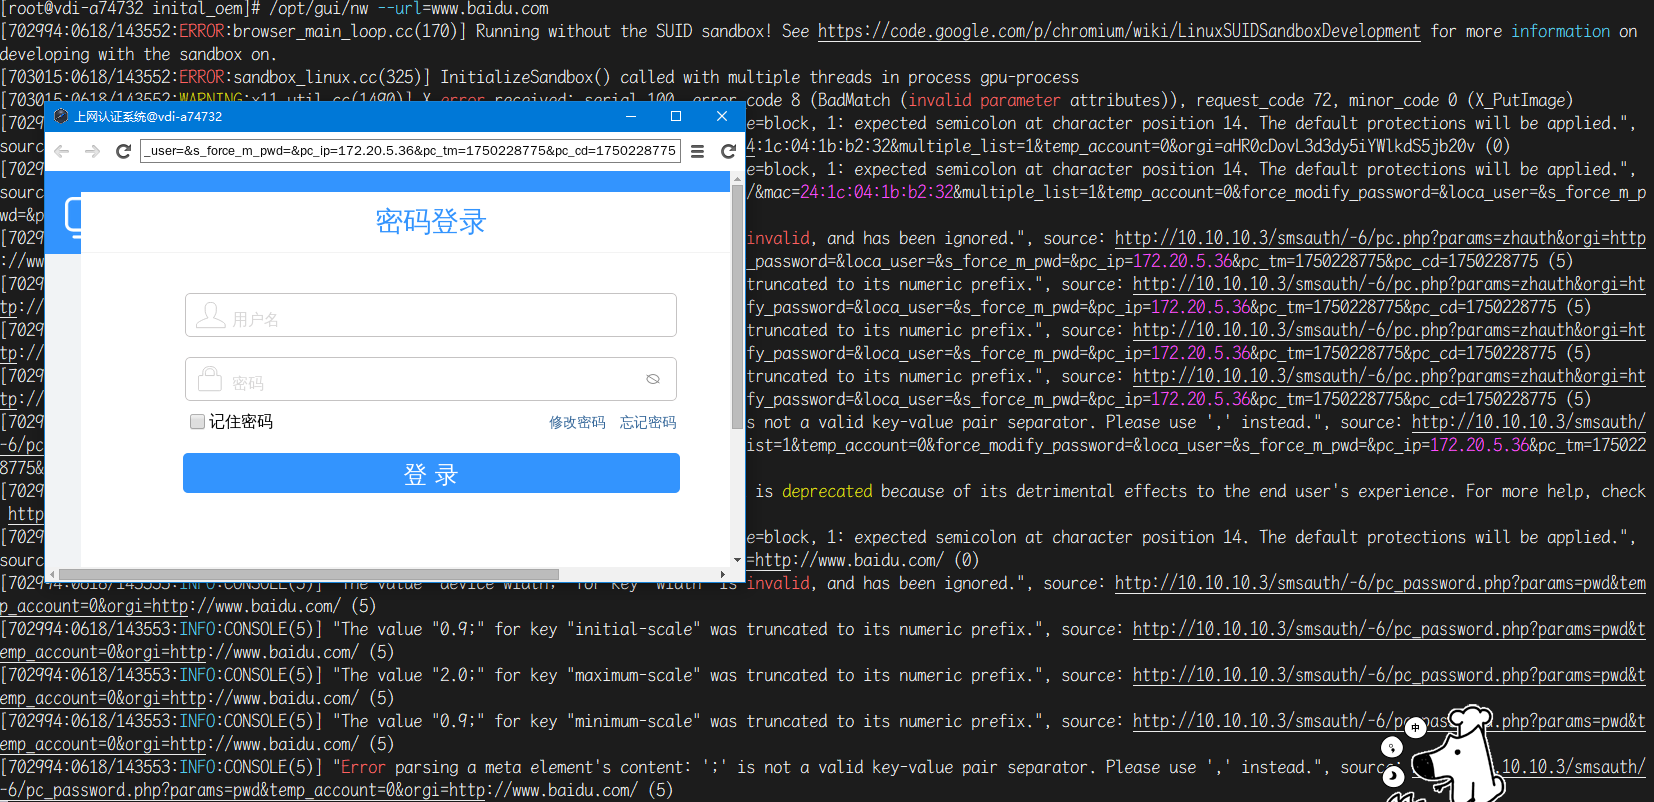 [root@vdi-a74732 inital_oem]# /opt/gui/nw --url=www.baidu.com
[702994:0618/143552:ERROR:browser_main_loop.cc(170)] Running without the SUID sandbox! See https://code.google.com/p/chromium/wiki/LinuxSUIDSandboxDevelopment for more information on
developing with the sandbox on.
[703015:0618/143552:ERROR:sandbox_linux.cc(325)] InitializeSandbox() called with multiple threads in process gpu-process
[703015:0618/143552:WARNING:x11_util.cc(1490)] X error received: serial 100, error_code 8 (BadMatch (invalid parameter attributes)), request_code 72, minor_code 0 (X_PutImage)
[7029
e=block, 1: expected semicolon at character position 14. The default protections will be applied.",
sourc
4:1c:04:1b:b2:32&multiple_list=1&temp_account=0&orgi=aHR0cDovL3d3dy5iYWlkdS5jb20v (0)
[7029
e=block, 1: expected semicolon at character position 14. The default protections will be applied.",
sourc
/&mac=24:1c:04:1b:b2:32&multiple_list=1&temp_account=0&force_modify_password=&loca_user=&s_force_m_p
wd=&p
[7029
invalid, and has been ignored.", source: http://10.10.10.3/smsauth/-6/pc.php?params=zhauth&orgi=http
://ww
_password=&loca_user=&s_force_m_pwd=&pc_ip=172.20.5.36&pc_tm=1750228775&pc_cd=1750228775 (5)
[7029
truncated to its numeric prefix.", source: http://10.10.10.3/smsauth/-6/pc.php?params=zhauth&orgi=ht
tp://
fy_password=&loca_user=&s_force_m_pwd=&pc_ip=172.20.5.36&pc_tm=1750228775&pc_cd=1750228775 (5)
[7029
truncated to its numeric prefix.", source: http://10.10.10.3/smsauth/-6/pc.php?params=zhauth&orgi=ht
tp://
fy_password=&loca_user=&s_force_m_pwd=&pc_ip=172.20.5.36&pc_tm=1750228775&pc_cd=1750228775 (5)
[7029
truncated to its numeric prefix.", source: http://10.10.10.3/smsauth/-6/pc.php?params=zhauth&orgi=ht
tp://
fy_password=&loca_user=&s_force_m_pwd=&pc_ip=172.20.5.36&pc_tm=1750228775&pc_cd=1750228775 (5)
[7029
s not a valid key-value pair separator. Please use ',' instead.", source: http://10.10.10.3/smsauth/
-6/pc
ist=1&temp_account=0&force_modify_password=&loca_user=&s_force_m_pwd=&pc_ip=172.20.5.36&pc_tm=175022
8775&
[7029
is deprecated because of its detrimental effects to the end user's experience. For more help, check
http
[7029
e=block, 1: expected semicolon at character position 14. The default protections will be applied.",
sourc
=http://www.baidu.com/ (0)
上网认证系统@vdi-a74732
_user=&s_force_m_pwd=&pc_ip=172.20.5.36&pc_tm=1750228775&pc_cd=1750228775
密码登录
用户名
密码
记住密码
修改密码
忘记密码
登 录
[702994:0618/143553:INFO:CONSOLE(5)] "The value "device-width;" for key "width" is invalid, and has been ignored.", source: http://10.10.10.3/smsauth/-6/pc_password.php?params=pwd&tem
p_account=0&orgi=http://www.baidu.com/ (5)
[702994:0618/143553:INFO:CONSOLE(5)] "The value "0.9;" for key "initial-scale" was truncated to its numeric prefix.", source: http://10.10.10.3/smsauth/-6/pc_password.php?params=pwd&t
emp_account=0&orgi=http://www.baidu.com/ (5)
[702994:0618/143553:INFO:CONSOLE(5)] "The value "2.0;" for key "maximum-scale" was truncated to its numeric prefix.", source: http://10.10.10.3/smsauth/-6/pc_password.php?params=pwd&t
emp_account=0&orgi=http://www.baidu.com/ (5)
[702994:0618/143553:INFO:CONSOLE(5)] "The value "0.9;" for key "minimum-scale" was truncated to its numeric prefix.", source: http://10.10.10.3/smsauth/-6/pc_password.php?params=pwd&t
emp_account=0&orgi=http://www.baidu.com/ (5)
中
[702994:0618/143553:INFO:CONSOLE(5)] "Error parsing a meta element's content: ';' is not a valid key-value pair separator. Please use ',' instead.", sourc .10.10.3/smsauth/
-6/pc_password.php?params=pwd&temp_account=0&orgi=http://www.baidu.com/ (5)